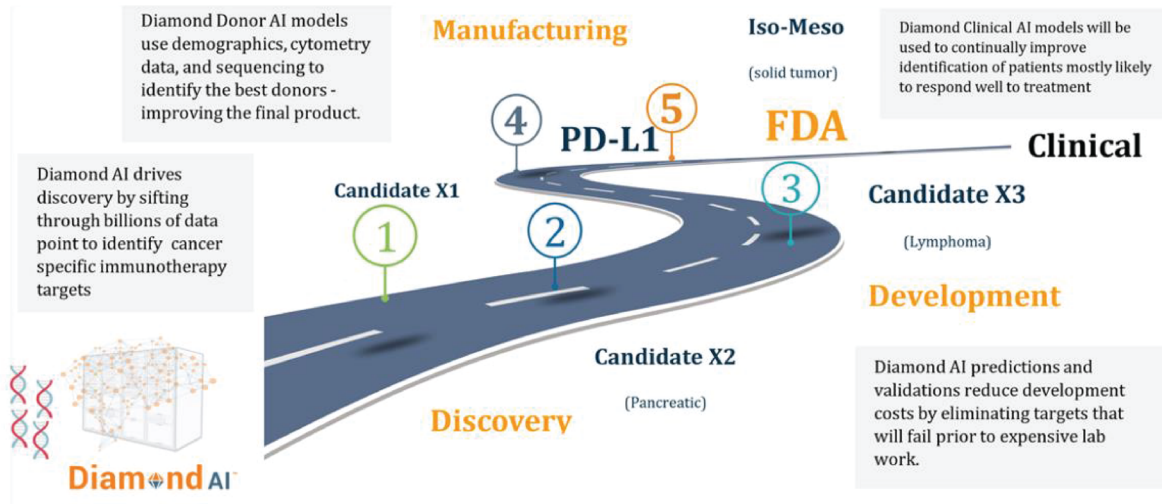 Diamond Donor AI models
use demographics, cytometry
data, and sequencing to
identify the best donors -
improving the final product.
Manufacturing
Iso-Meso
(solid tumor)
Diamond Clinical AI models will be
used to continually improve
identification of patients mostly likely
to respond well to treatment
4
PD-L1
5
FDA
Clinical
Diamond AI drives
discovery by sifting
through billions of data
point to identify cancer
specific immunotherapy
targets
Candidate X1
1
2
3
Candidate X3
(Lymphoma)
Development
Candidate X2
(Pancreatic)
Discovery
Diamond AI predictions and
validations reduce development
costs by eliminating targets that
will fail prior to expensive lab
work.
Diamond AI™